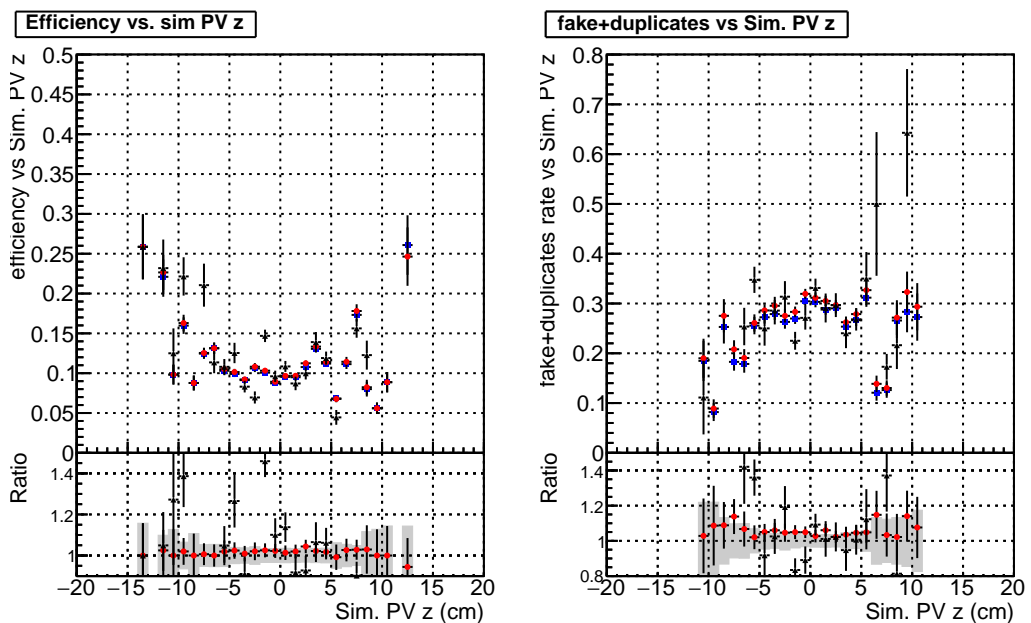 Efficiency vs. sim PV z
efficiency vs Sim. PV z
0.5
0.45
0.4
0.35
0.3
0.25
0.2
0.15
0.1
0.05
0
Ratio
1.4
1.2
1
−20 −15 −10 −5 0 5 10 15 20
Sim. PV z (cm)
fake+duplicates vs Sim. PV z
fake+duplicates rate vs Sim. PV z
0.8
0.7
0.6
0.5
0.4
0.3
0.2
0.1
0
Ratio
1.4
1.2
1
0.8
−20 −15 −10 −5 0 5 10 15 20
Sim. PV z (cm)